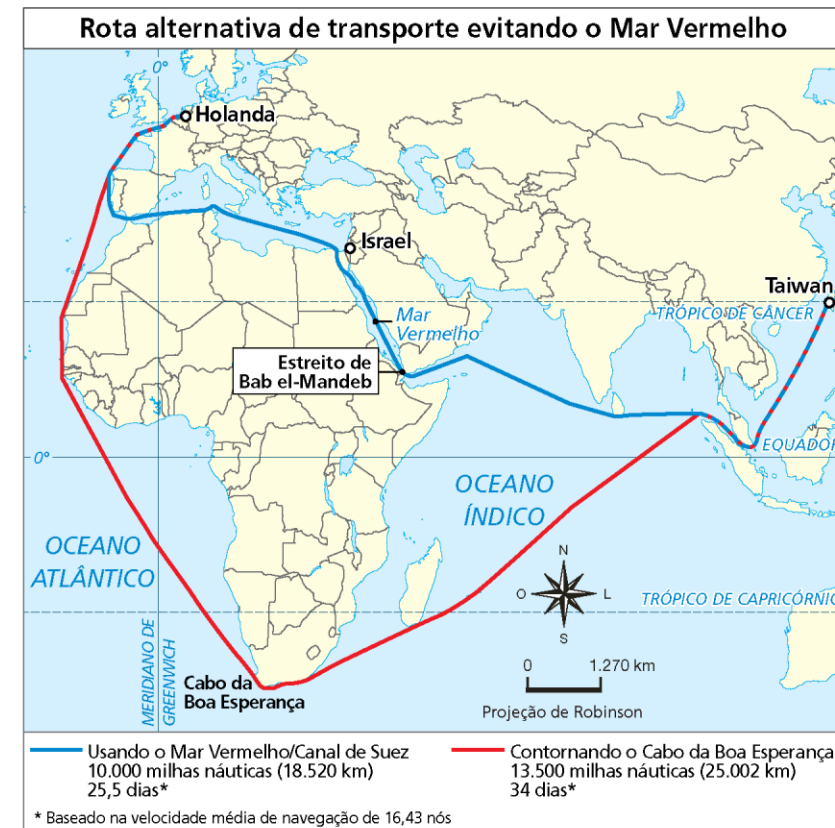 Rota alternativa de transporte evitando o Mar Vermelho
0°
Holanda
Israel
Taiwan
Mar
Vermelho
TRÓPICO DE CÂNCER
Estreito de
Bab el-Mandeb
0°
EQUADOR
OCEANO
ÍNDICO
OCEANO
ATLÂNTICO
N
O
L
S
TRÓPICO DE CAPRICÓRNIO
MERIDIANO DE
GREENWICH
Cabo da
Boa Esperança
0
1.270 km
Projeção de Robinson
Usando o Mar Vermelho/Canal de Suez
10.000 milhas náuticas (18.520 km)
25,5 dias*
Contornando o Cabo da Boa Esperança
13.500 milhas náuticas (25.002 km)
34 dias*
* Baseado na velocidade média de navegação de 16,43 nós